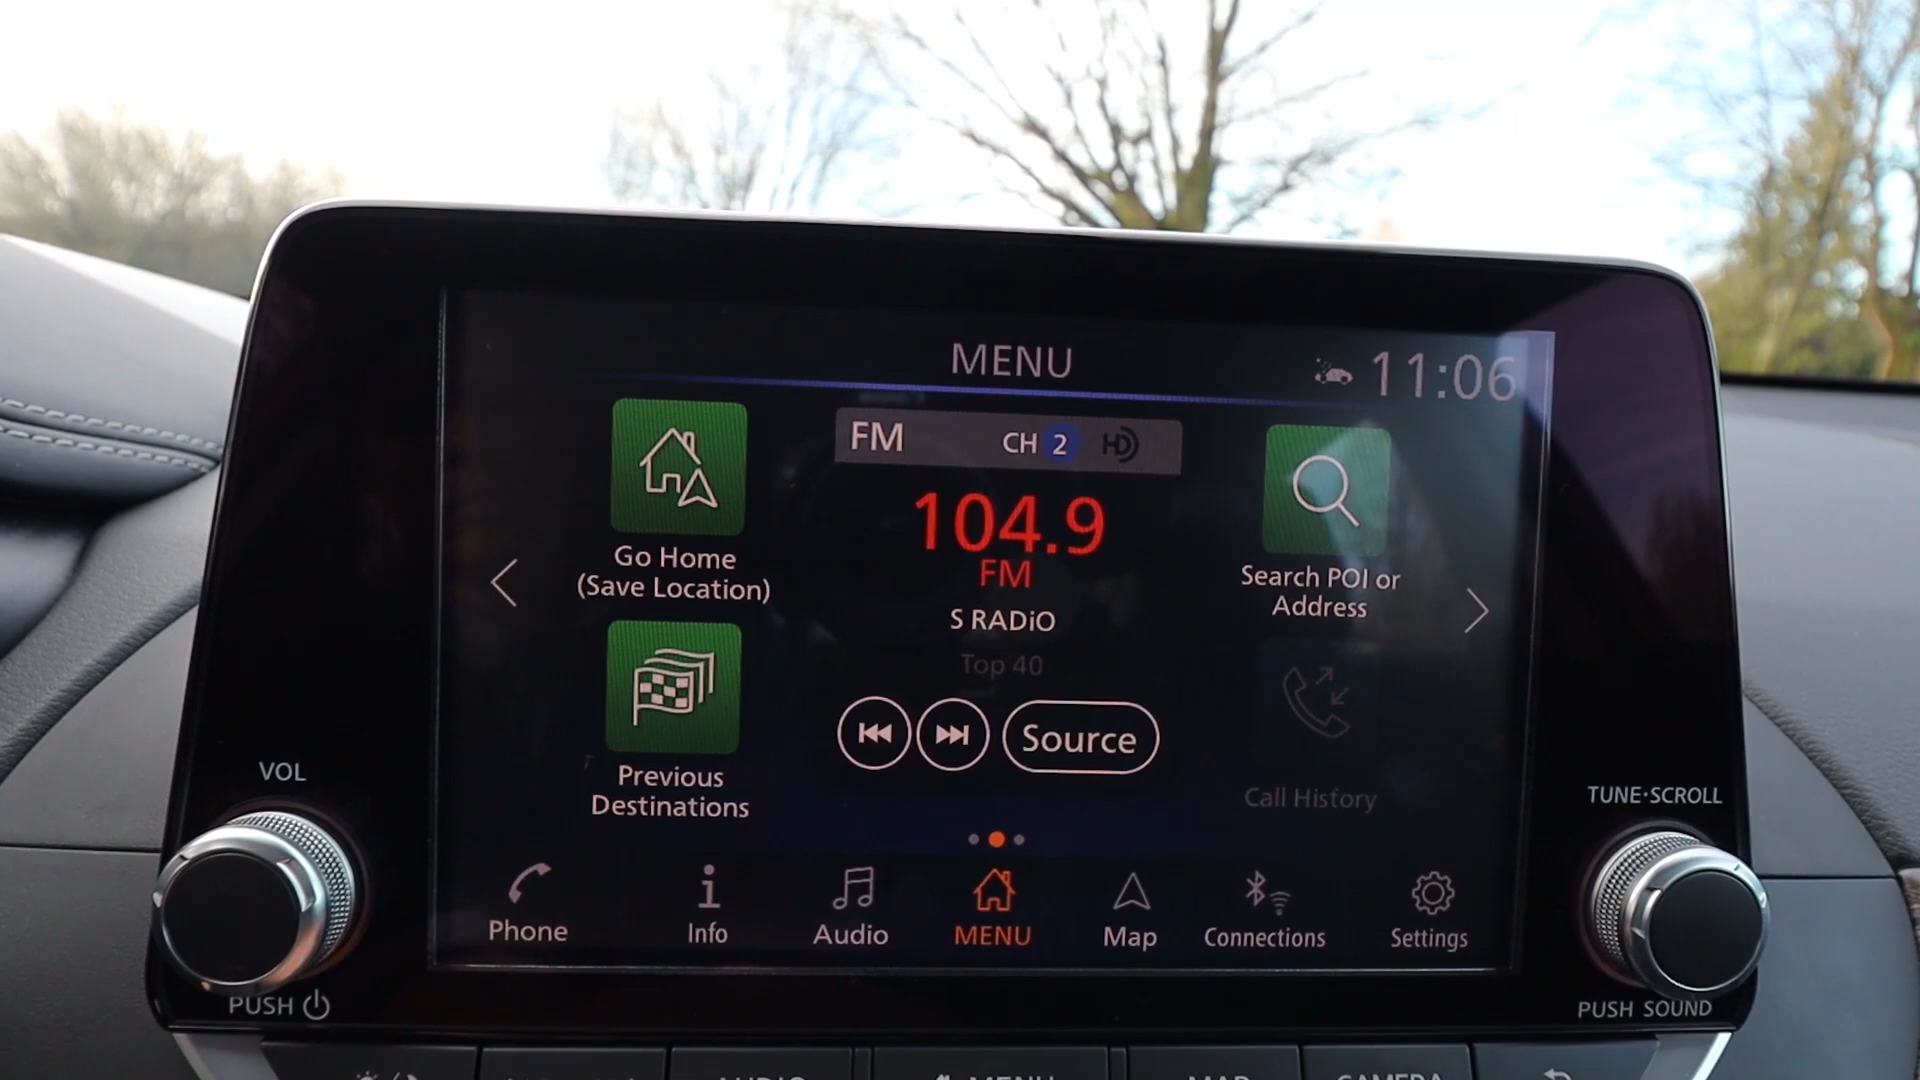 MENU
11:06
FM CH 2 HD
104.9
FM
S RADiO
Top 40
Source
Go Home
(Save Location)
Previous
Destinations
Search POI or
Address
Call History
Phone
Info
Audio
MENU
Map
Connections
Settings
VOL
PUSH
TUNE·SCROLL
PUSH SOUND
AUDIO
MENU
MAP
CAMERA